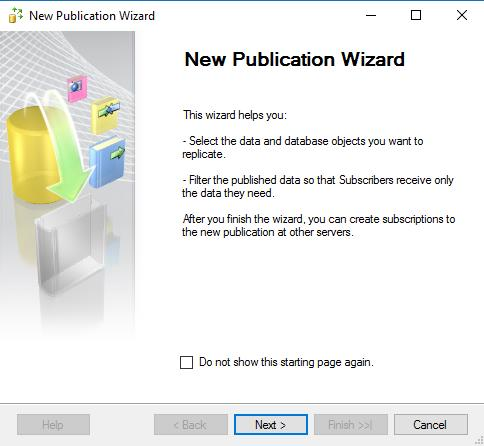 New Publication Wizard
New Publication Wizard
This wizard helps you:
- Select the data and database objects you want to
replicate.
- Filter the published data so that Subscribers receive only
the data they need.
After you finish the wizard, you can create subscriptions to
the new publication at other servers.
Do not show this starting page again.
Help
< Back
Next >
Finish >>|
Cancel